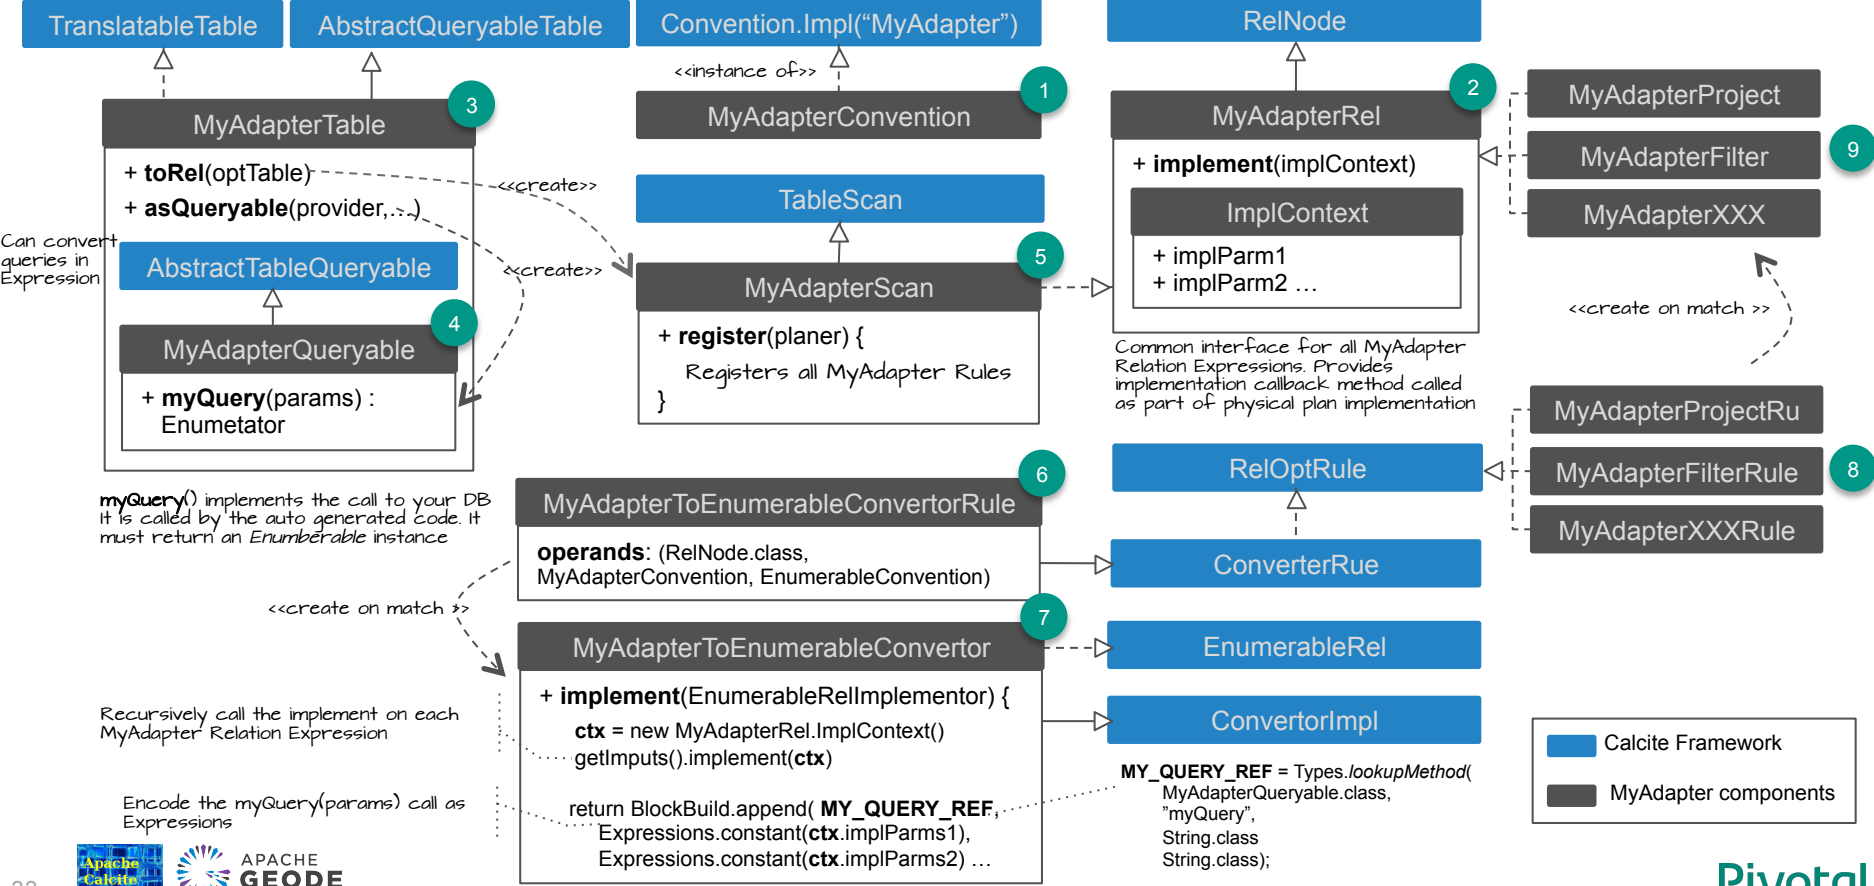 TranslatableTable
AbstractQueryableTable
Convention.Impl(“MyAdapter”)
RelNode
<<instance of>>
3
MyAdapterTable
+ toRel(optTable)
+ asQueryable(provider,…)
Can convert
queries in
Expression
AbstractTableQueryable
4
MyAdapterQueryable
+ myQuery(params) :
Enumetator
myQuery() implements the call to your DB
It is called by the auto generated code. It
must return an Enumberable instance
1
MyAdapterConvention
<<create>>
<<create>>
TableScan
5
MyAdapterScan
+ register(planer) {
Registers all MyAdapter Rules
}
2
MyAdapterRel
+ implement(implContext)
ImplContext
+ implParm1
+ implParm2 …
Common interface for all MyAdapter
Relation Expressions. Provides
implementation callback method called
as part of physical plan implementation
MyAdapterProject
MyAdapterFilter
9
MyAdapterXXX
<<create on match >>
MyAdapterProjectRu
MyAdapterFilterRule
8
MyAdapterXXXRule
RelOptRule
ConverterRue
6
MyAdapterToEnumerableConvertorRule
operands: (RelNode.class,
MyAdapterConvention, EnumerableConvention)
<<create on match >>
7
MyAdapterToEnumerableConvertor
EnumerableRel
ConvertorImpl
+ implement(EnumerableRelImplementor) {
ctx = new MyAdapterRel.ImplContext()
getImputs().implement(ctx)
return BlockBuild.append( MY_QUERY_REF,
Expressions.constant(ctx.implParms1),
Expressions.constant(ctx.implParms2) …
Recursively call the implement on each
MyAdapter Relation Expression
Encode the myQuery(params) call as
Expressions
MY_QUERY_REF = Types.lookupMethod(
MyAdapterQueryable.class,
”myQuery”,
String.class
String.class);
Calcite Framework
MyAdapter components
Apache
Calcite
APACHE
GEODE
Pivotal